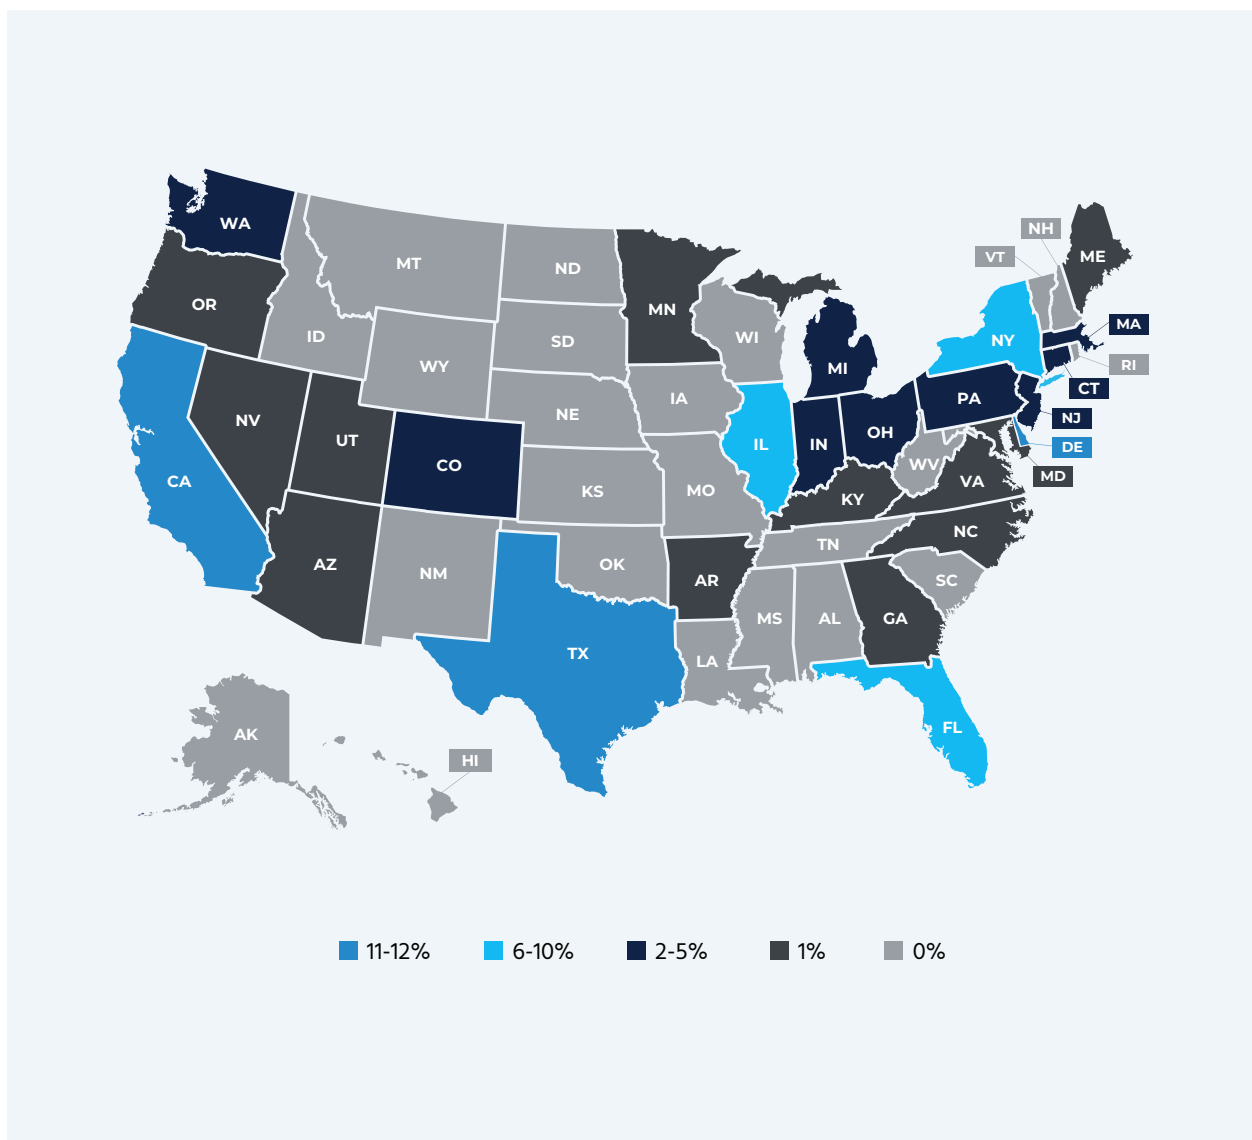 WA
NH
VT
ME
MT
ND
OR
MN
MA
ID
SD
WI
NY
RI
WY
MI
CT
NE
IA
PA
NJ
NV
UT
CO
IL
IN
OH
DE
CA
KS
MO
WV
MD
KY
VA
AZ
NM
OK
TN
NC
AR
SC
MS
AL
GA
TX
LA
AK
HI
FL
11-12% 6-10% 2-5% 1% 0%